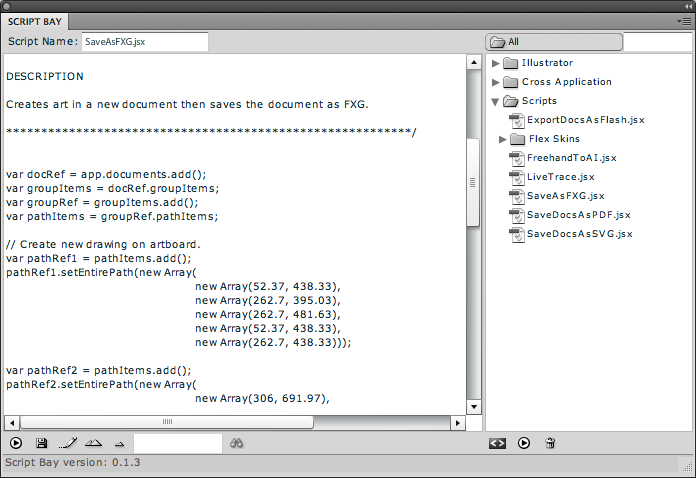 SCRIPT BAY
Script Name: SaveAsFXG.jsx
DESCRIPTION
Creates art in a new document then saves the document as FXG.
**********************************************************/
var docRef = app.documents.add();
var groupItems = docRef.groupItems;
var groupRef = groupItems.add();
var pathItems = groupRef.pathItems;
// Create new drawing on artboard.
var pathRef1 = pathItems.add();
pathRef1.setEntirePath(new Array(
new Array(52.37, 438.33),
new Array(262.7, 395.03),
new Array(262.7, 481.63),
new Array(52.37, 438.33),
new Array(262.7, 438.33)));
var pathRef2 = pathItems.add();
pathRef2.setEntirePath(new Array(
new Array(306, 691.97),
All
Illustrator
Cross Application
Scripts
ExportDocsAsFlash.jsx
Flex Skins
FreehandToAI.jsx
LiveTrace.jsx
SaveAsFXG.jsx
SaveDocsAsPDF.jsx
SaveDocsAsSVG.jsx
Script Bay version: 0.1.3